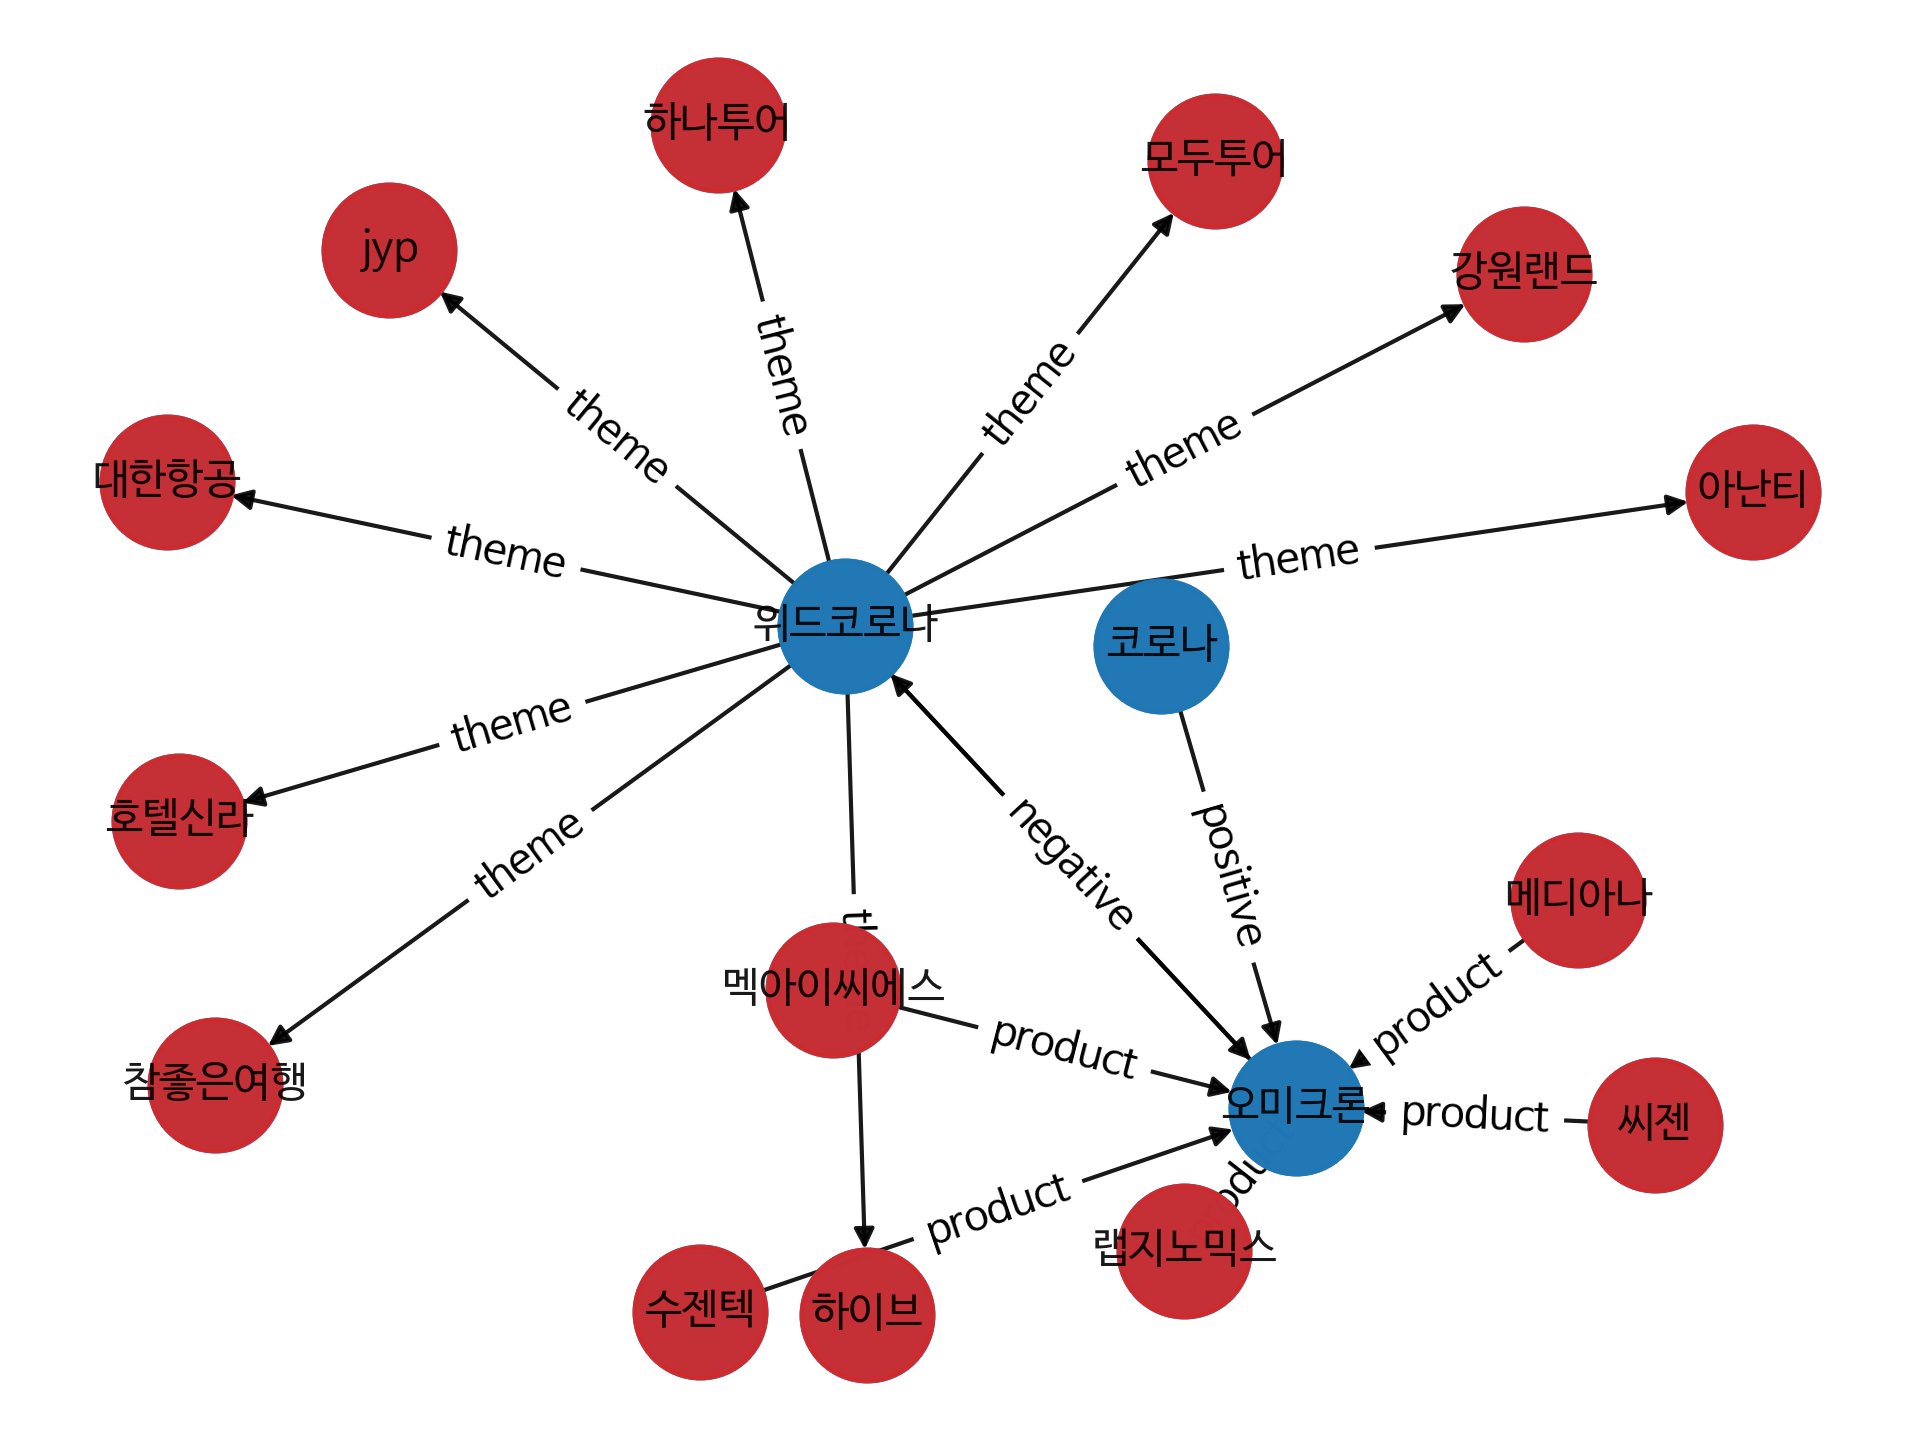 하나투어
모두투어
jyp
강원랜드
theme
theme
theme
theme
대한항공
아난티
theme
theme
위드코로나
코로나
theme
호텔신라
theme
negative
positive
메디아나
멕아이씨에스
product
product
참좋은여행
오미크론
product
씨젠
product
랩지노믹스
수젠텍
하이브